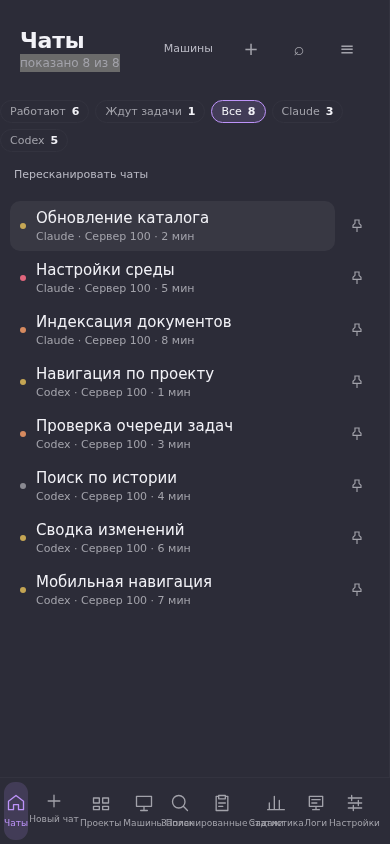 Чаты
показано 8 из 8
Машины
Работают 6
Ждут задачи 1
Все 8
Claude 3
Codex 5
Пересканировать чаты
Обновление каталога
Claude · Сервер 100 · 2 мин
Настройки среды
Claude · Сервер 100 · 5 мин
Индексация документов
Claude · Сервер 100 · 8 мин
Навигация по проекту
Codex · Сервер 100 · 1 мин
Проверка очереди задач
Codex · Сервер 100 · 3 мин
Поиск по истории
Codex · Сервер 100 · 4 мин
Сводка изменений
Codex · Сервер 100 · 6 мин
Мобильная навигация
Codex · Сервер 100 · 7 мин
Чаты
Новый чат
Проекты
Машины
Логи
Настройки